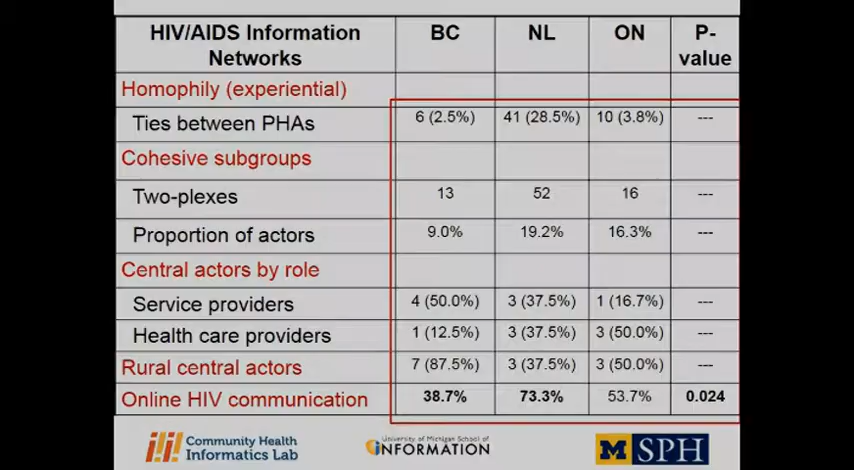 HIV/AIDS Information Networks BC NL ON P-value
Homophily (experiential)
Ties between PHAs 6 (2.5%) 41 (28.5%) 10 (3.8%) ---
Cohesive subgroups
Two-plexes 13 52 16 ---
Proportion of actors 9.0% 19.2% 16.3% ---
Central actors by role
Service providers 4 (50.0%) 3 (37.5%) 1 (16.7%) ---
Health care providers 1 (12.5%) 3 (37.5%) 3 (50.0%) ---
Rural central actors 7 (87.5%) 3 (37.5%) 3 (50.0%) ---
Online HIV communication 38.7% 73.3% 53.7% 0.024
Community Health
Informatics Lab
University of Michigan School of
INFORMATION
M SPH